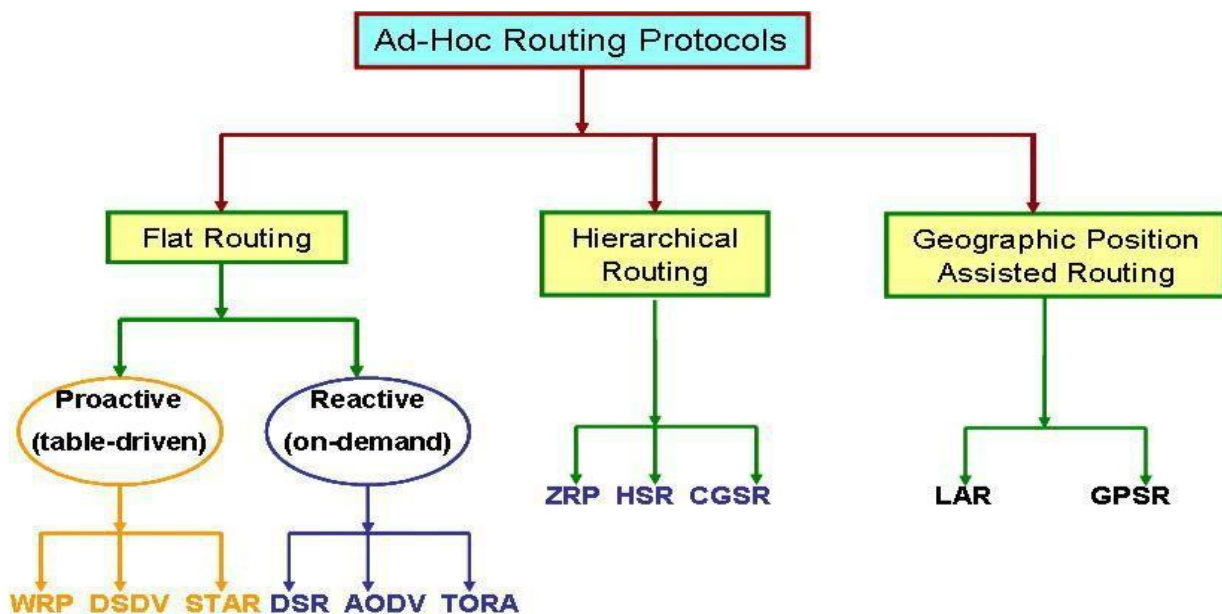 Ad-Hoc Routing Protocols
Flat Routing
Hierarchical
Routing
Geographic Position
Assisted Routing
Proactive
(table-driven)
Reactive
(on-demand)
ZRP HSR CGSR
LAR GPSR
WRP DSDV STAR DSR AODV TORA